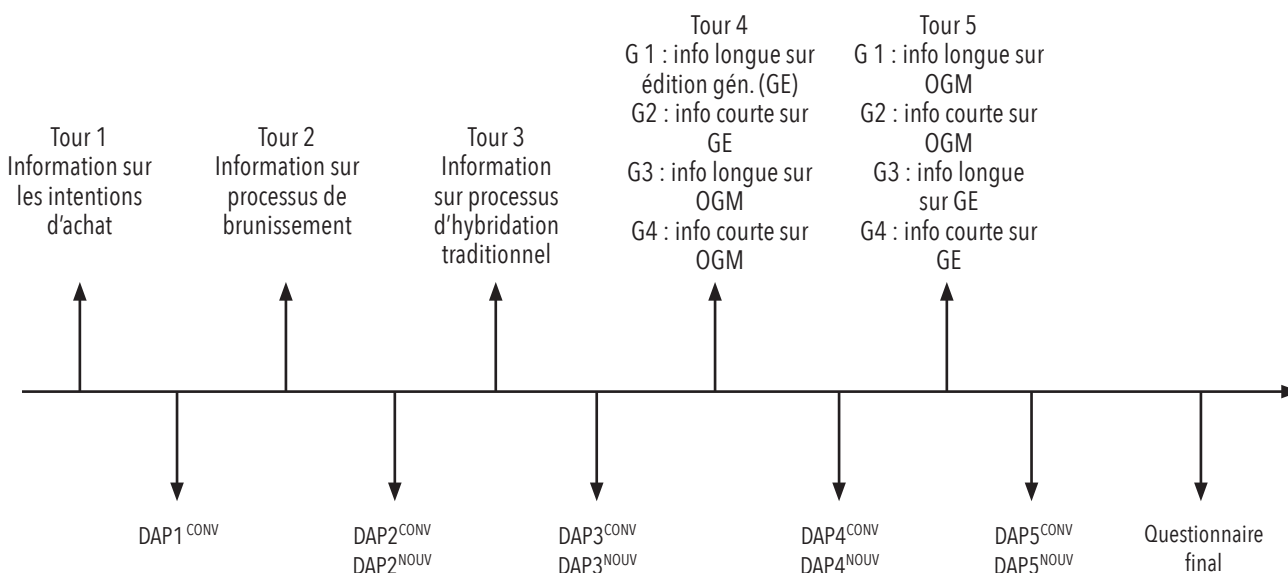 Tour 1
Information sur
les intentions
d'achat
Tour 2
Information sur
processus de
brunissement
Tour 3
Information
sur processus
d'hybridation
traditionnel
Tour 4
G 1 : info longue sur
édition gén. (GE)
G2 : info courte sur
GE
G3 : info longue sur
OGM
G4 : info courte sur
OGM
Tour 5
G 1 : info longue sur
OGM
G2 : info courte sur
OGM
G3 : info longue
sur GE
G4 : info courte sur
GE
DAP1CONV
DAP2CONV
DAP2NOUV
DAP3CONV
DAP3NOUV
DAP4CONV
DAP4NOUV
DAP5CONV
DAP5NOUV
Questionnaire
final